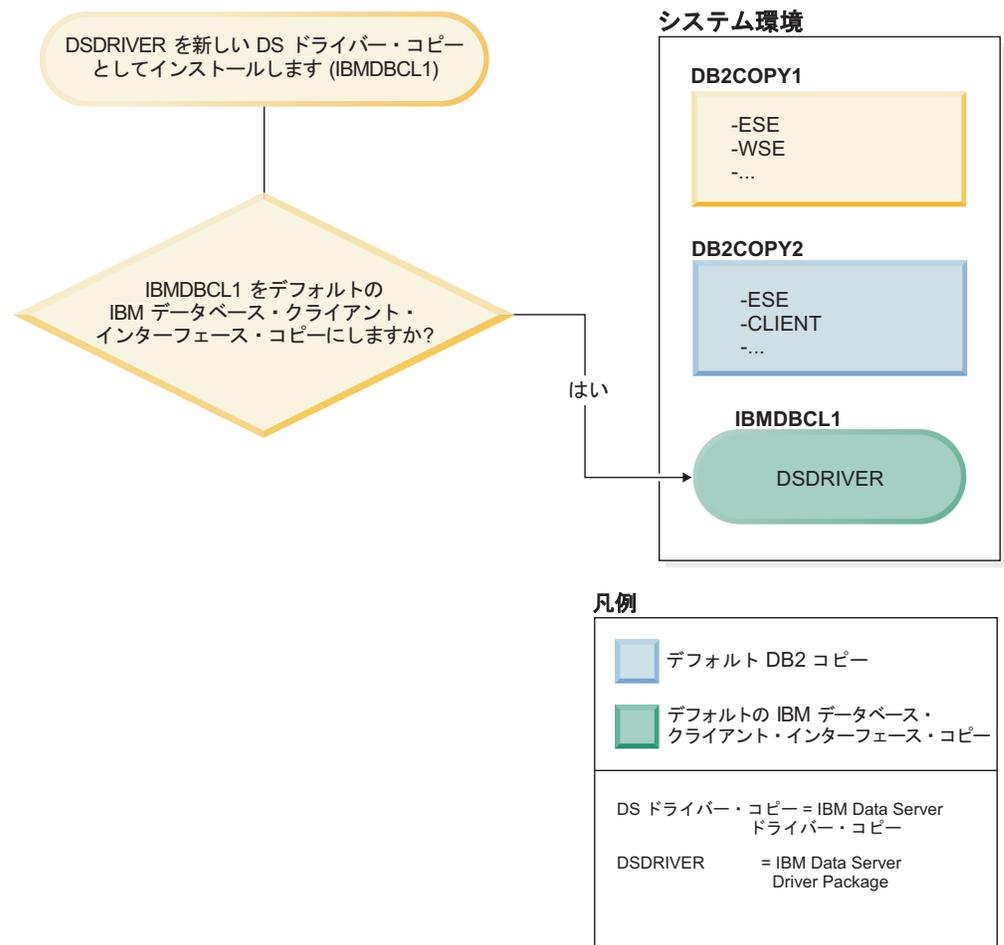 DSDRIVER を新しい DS ドライバー・コピー
としてインストールします (IBMDBCL1)
IBMDBCL1 をデフォルトの
IBM データベース・クライアント・
インターフェース・コピーにしますか?
はい
システム環境
DB2COPY1
-ESE
-WSE
-...
DB2COPY2
-ESE
-CLIENT
-...
IBMDBCL1
DSDRIVER
凡例
デフォルト DB2 コピー
デフォルトの IBM データベース・
クライアント・インターフェース・コピー
DS ドライバー・コピー = IBM Data Server
ドライバー・コピー
DSDRIVER = IBM Data Server
Driver Package